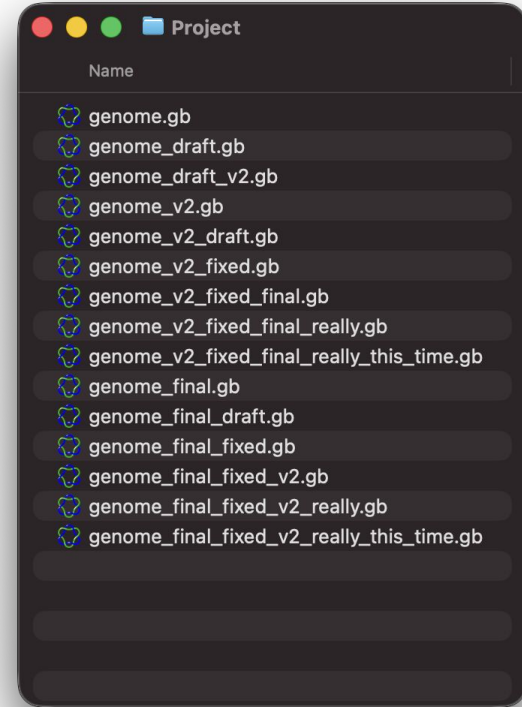 Project
Name
genome.gb
genome_draft.gb
genome_draft_v2.gb
genome_v2.gb
genome_v2_draft.gb
genome_v2_fixed.gb
genome_v2_fixed_final.gb
genome_v2_fixed_final_really.gb
genome_v2_fixed_final_really_this_time.gb
genome_final.gb
genome_final_draft.gb
genome_final_fixed.gb
genome_final_fixed_v2.gb
genome_final_fixed_v2_really.gb
genome_final_fixed_v2_really_this_time.gb